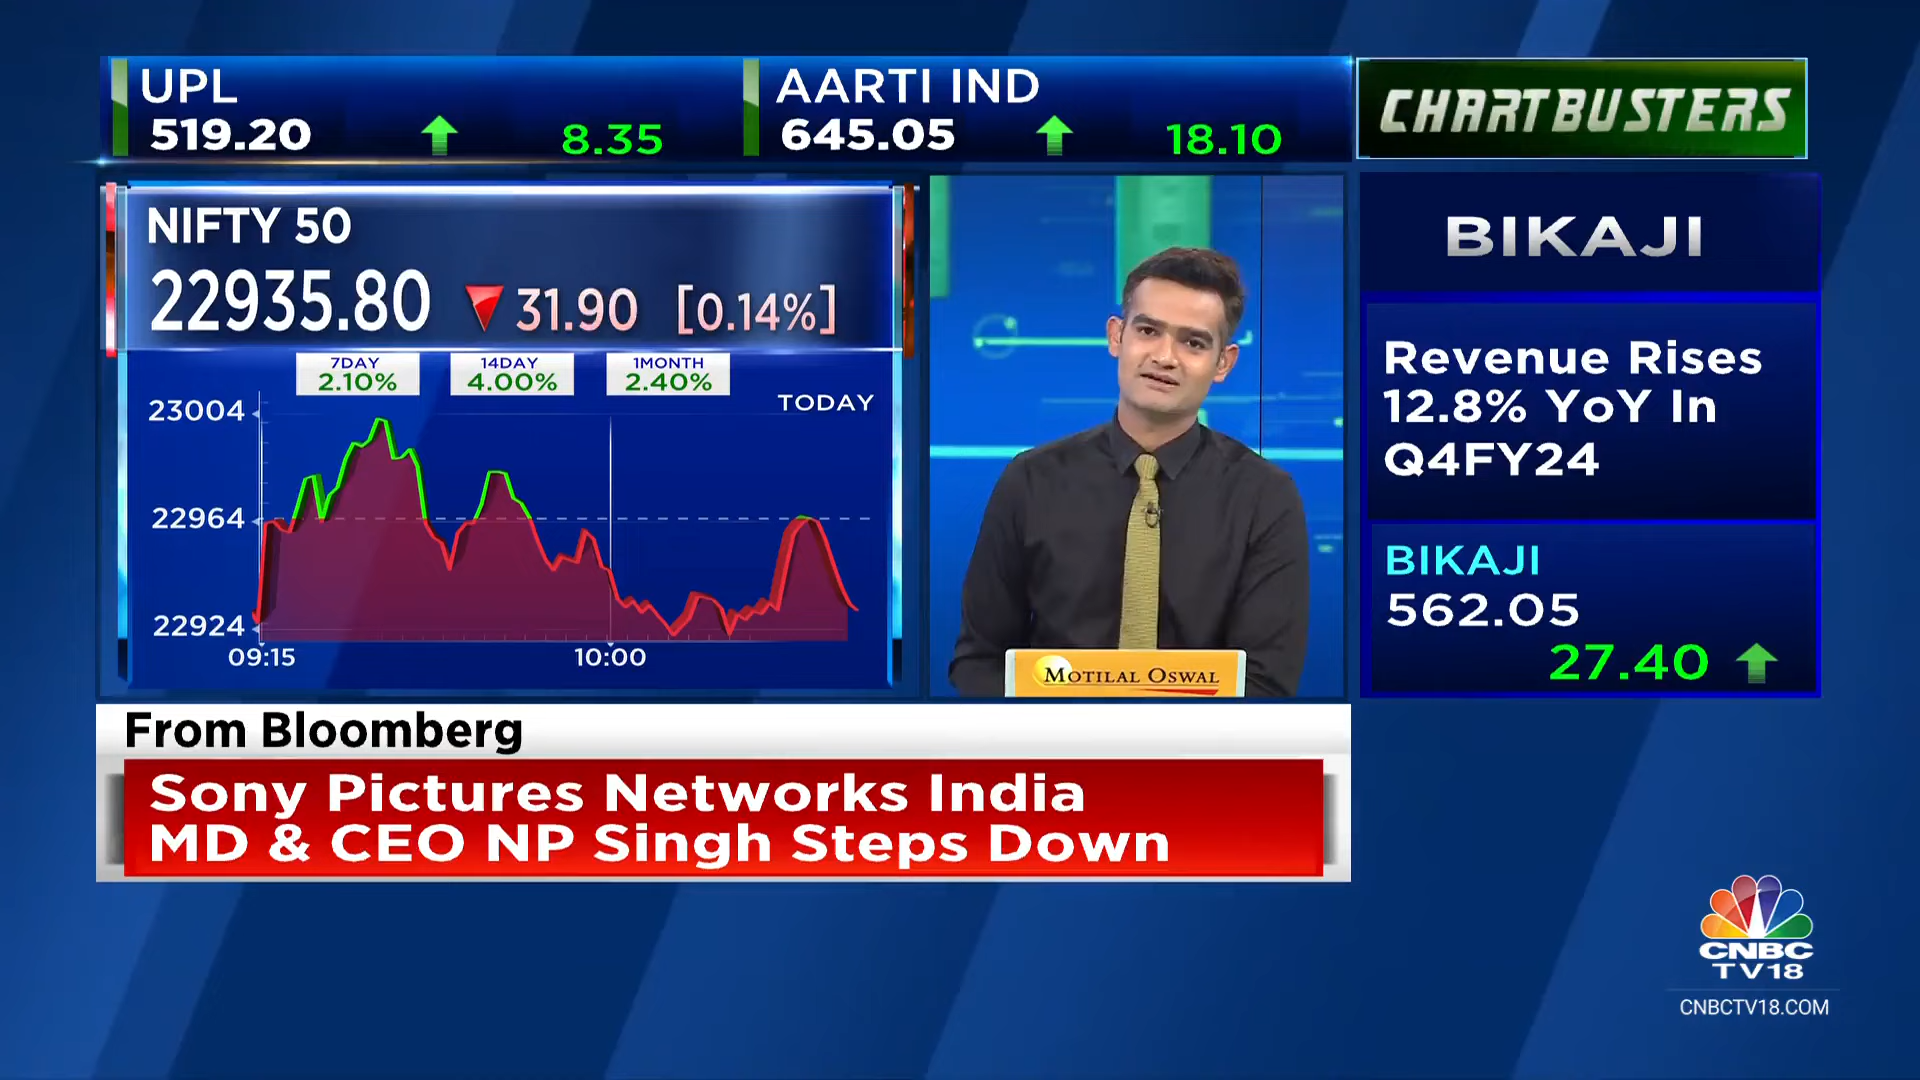 UPL
519.20
8.35
AARTI IND
645.05
18.10
CHARTBUSTERS
NIFTY 50
22935.80
31.90 [0.14%]
7DAY
2.10%
14DAY
4.00%
1MONTH
2.40%
TODAY
23004
22964
22924
09:15
10:00
MOTILAL OSWAL
BIKAJI
Revenue Rises
12.8% YoY In
Q4FY24
BIKAJI
562.05
27.40
From Bloomberg
Sony Pictures Networks India
MD & CEO NP Singh Steps Down
CNBC
TV18
CNBCTV18.COM